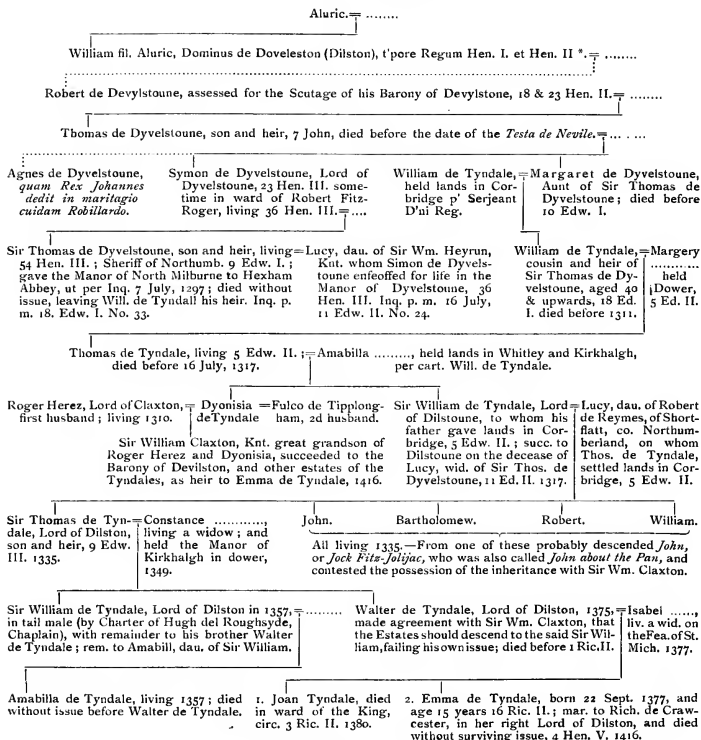 Aluric.= ........
William fil. Aluric, Dominus de Doveleston (Dilston), t'pore Regum Hen. I. et Hen. II *.= ........
Robert de Devylstoune, assessed for the Scutage of his Barony of Devylstone, 18 & 23 Hen. II.= ........
Thomas de Dyvelstoune, son and heir, 7 John, died before the date of the Testa de Nevile.= ... . ...
Agnes de Dyvelstoune,
quam Rex Johannes
dedit in maritagio
cuidam Robillardo.
Symon de Dyvelstoune, Lord of
Dyvelstoune, 23 Hen. III. some-
time in ward of Robert Fitz-
Roger, living 36 Hen. III.=....
William de Tyndale,
held lands in Cor-
bridge p' Serjeant
D'ni Reg.
=Margaret de Dyvelstoune,
Aunt of Sir Thomas de
Dyvelstoune; died before
10 Edw. I.
Sir Thomas de Dyvelstoune, son and heir, living
54 Hen. III.; Sheriff of Northumb. 9 Edw. I.;
gave the Manor of North Milburne to Hexham
Abbey, ut per Inq. 7 July, 1297; died without
issue, leaving Will. de Tyndall his heir. Inq. p.
m. 18. Edw. I. No. 33.
=Lucy, dau. of Sir Wm. Heyrun,
Knt. whom Simon de Dyvels-
toune enfeoffed for life in the
Manor of Dyvelstoune, 36
Hen. III. Inq. p. m. 16 July,
11 Edw. II. No. 24.
William de Tyndale,
cousin and heir of
Sir Thomas de Dy-
velstoune, aged 40
& upwards, 18 Ed.
I. died before 1311.
=Margery
............
held
Dower,
5 Ed. II.
Thomas de Tyndale, living 5 Edw. II.;
died before 16 July, 1317.
=Amabilla ........., held lands in Whitley and Kirkhalgh,
per cart. Will. de Tyndale.
Roger Herez, Lord of Claxton,
first husband; living 1310.
= Dyonisia
de Tyndale
=Fulco de Tipplong-
ham, 2d husband.
Sir William Claxton, Knt. great grandson of
Roger Herez and Dyonisia, succeeded to the
Barony of Devilston, and other estates of the
Tyndales, as heir to Emma de Tyndale, 1416.
Sir William de Tyndale, Lord
of Dilstoune, to whom his
father gave lands in Cor-
bridge, 5 Edw. II.; succ. to
Dilstoune on the decease of
Lucy, wid. of Sir Thos. de
Dyvelstoune, 11 Ed. II. 1317.
=Lucy, dau. of Robert
de Reymes, of Short-
flatt, co. Northum-
berland, on whom
Thos. de Tyndale,
settled lands in Cor-
bridge, 5 Edw. II.
Sir Thomas de Tyn-
dale, Lord of Dilston,
son and heir, 9 Edw.
III. 1335.
=Constance ............,
living a widow; and
held the Manor of
Kirkhalgh in dower,
1349.
John. Bartholomew. Robert. William.
All living 1335.—From one of these probably descended John,
or Jock Fitz-Jolijac, who was also called John about the Pan, and
contested the possession of the inheritance with Sir Wm. Claxton.
Sir William de Tyndale, Lord of Dilston in 1357,=.........
in tail male (by Charter of Hugh del Roughsyde,
Chaplain), with remainder to his brother Walter
de Tyndale; rem. to Amabill, dau. of Sir William.
Walter de Tyndale, Lord of Dilston, 1375,
made agreement with Sir Wm. Claxton, that
the Estates should descend to the said Sir Wil-
liam, failing his own issue; died before 1 Ric. II.
=Isabel ......,
liv. a wid. on
the Fea. of St.
Mich. 1377.
Amabilla de Tyndale, living 1357; died
without issue before Walter de Tyndale.
1. Joan Tyndale, died
in ward of the King,
circ. 3 Ric. II. 1380.
2. Emma de Tyndale, born 22 Sept. 1377, and
age 15 years 16 Ric. II.; mar. to Rich. de Craw-
cester, in her right Lord of Dilston, and died
without surviving issue, 4 Hen. V. 1416.